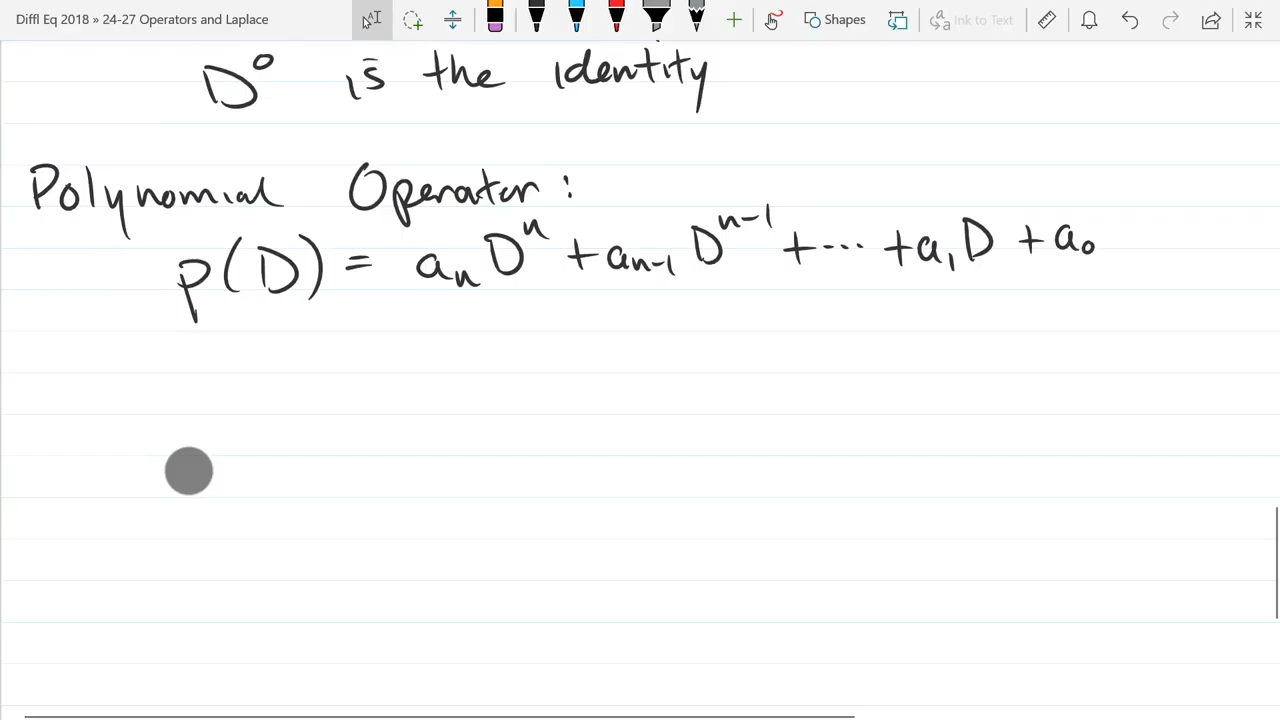 Diffl Eq 2018 » 24-27 Operators and Laplace
Shapes
Ink to Text
D⁰ is the identity
Polynomial Operator:
p(D) = aₙDⁿ + aₙ₋₁Dⁿ⁻¹ + ⋯ + a₁D + a₀